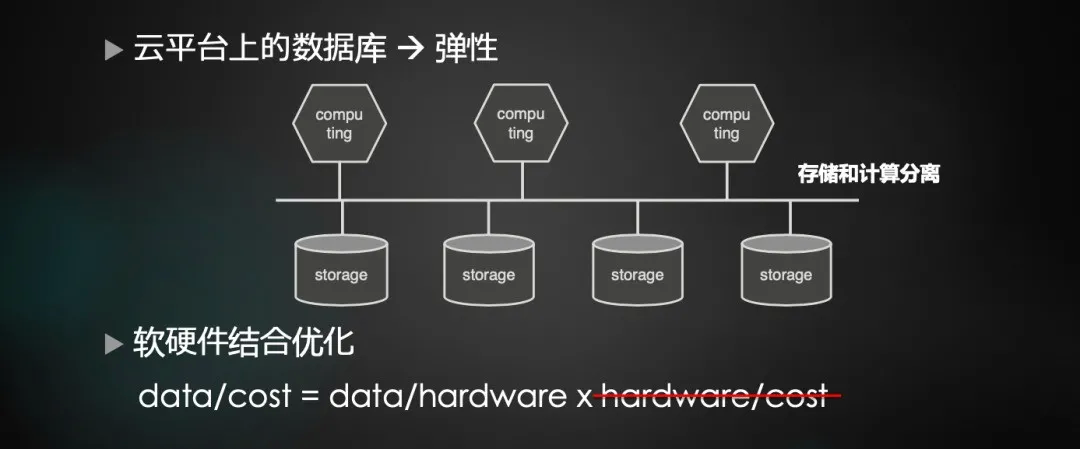 云平台上的数据库 → 弹性
compu
ting
compu
ting
compu
ting
存储和计算分离
storage
storage
storage
storage
软硬件结合优化
data/cost = data/hardware x hardware/cost